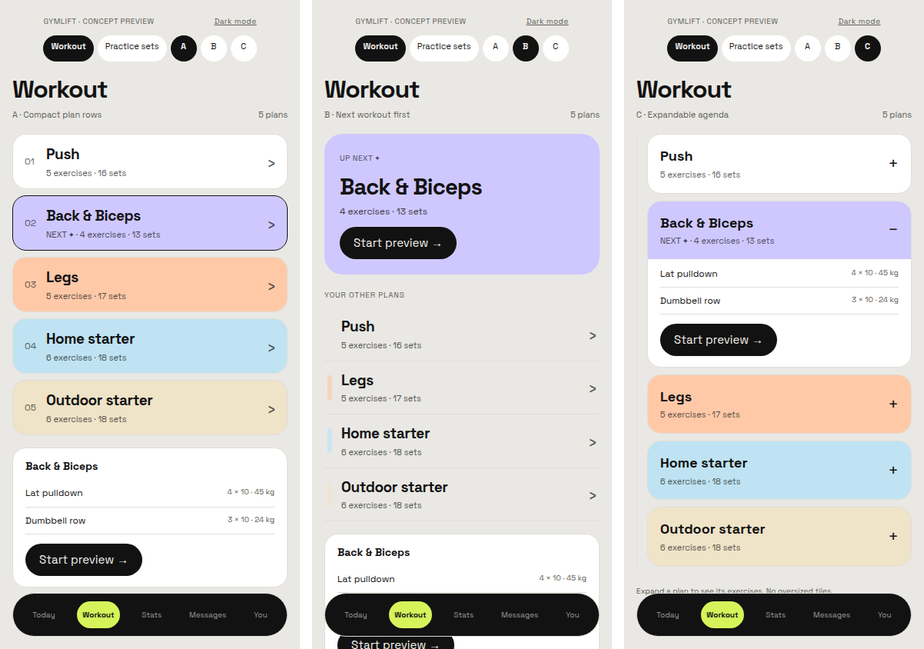 GYMLIFT · CONCEPT PREVIEW
Dark mode
Workout
Practice sets
A
B
C
Workout
A · Compact plan rows
5 plans
01
Push
5 exercises · 16 sets
>
02
Back & Biceps
NEXT ✦ · 4 exercises · 13 sets
>
03
Legs
5 exercises · 17 sets
>
04
Home starter
6 exercises · 18 sets
>
05
Outdoor starter
6 exercises · 18 sets
>
Back & Biceps
Lat pulldown
4 × 10 · 45 kg
Dumbbell row
3 × 10 · 24 kg
Start preview →
Today
Workout
Stats
Messages
You
GYMLIFT · CONCEPT PREVIEW
Dark mode
Workout
Practice sets
A
B
C
Workout
B · Next workout first
5 plans
UP NEXT ✦
Back & Biceps
4 exercises · 13 sets
Start preview →
YOUR OTHER PLANS
Push
5 exercises · 16 sets
>
Legs
5 exercises · 17 sets
>
Home starter
6 exercises · 18 sets
>
Outdoor starter
6 exercises · 18 sets
>
Back & Biceps
Lat pulldown
4 × 10 · 45 kg
Today
Workout
Stats
Messages
You
Start preview →
GYMLIFT · CONCEPT PREVIEW
Dark mode
Workout
Practice sets
A
B
C
Workout
C · Expandable agenda
5 plans
Push
5 exercises · 16 sets
+
Back & Biceps
NEXT ✦ · 4 exercises · 13 sets
−
Lat pulldown
4 × 10 · 45 kg
Dumbbell row
3 × 10 · 24 kg
Start preview →
Legs
5 exercises · 17 sets
+
Home starter
6 exercises · 18 sets
+
Outdoor starter
6 exercises · 18 sets
+
Expand a plan to see its exercises. No oversized tiles.
Today
Workout
Stats
Messages
You